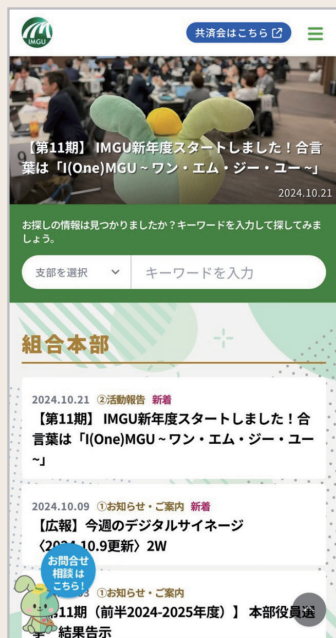 IMGU
共済会はこちら
【第11期】 IMGU新年度スタートしました！合
言葉は「I(One)MGU ~ ワン・エム・ジー・ユー ~」
2024.10.21
お探しの情報は見つかりましたか？キーワードを入力して探してみま
しょう。
支部を選択 キーワードを入力
組合本部
2024.10.21 ②活動報告 新着
【第11期】 IMGU新年度スタートしました！合
言葉は「I(One)MGU ~ ワン・エム・ジー・ユー
~」
2024.10.09 ①お知らせ・ご案内 新着
【広報】今週のデジタルサイネージ
〈2024.10.9更新〉2W
お問合せ
相談は
こちら！
①お知らせ・ご案内
11期（前半2024-2025年度）】 本部役員選
結果告示